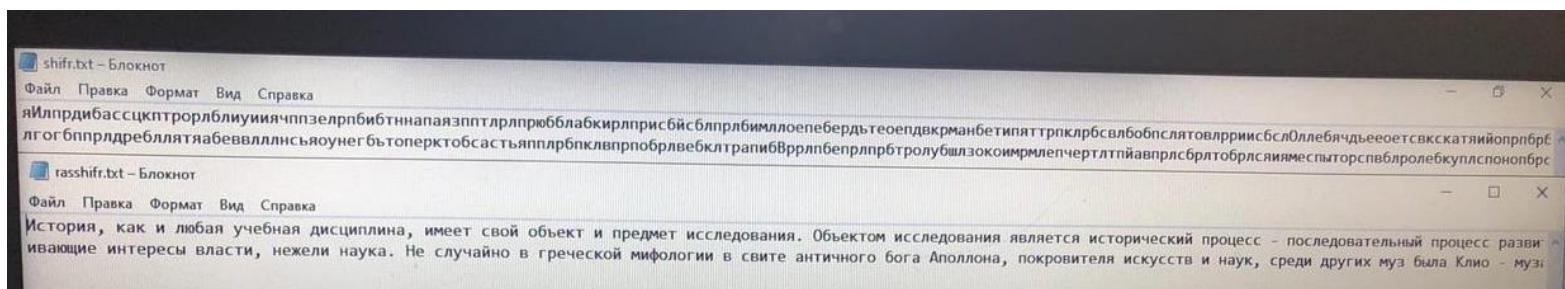 shifr.txt – Блокнот
Файл Правка Формат Вид Справка
яИлпрдибассцкптрорлблиуииячппзелрпбибтннапаязпптлрлпрюбблабкирлприсбйсблпрлбимллоепебердьтеоепдвкрманбетипяттрпклрбсвлбобпслятовлрриисбслОллебячдьееоетсвкскатяийопрпбрб
лгогбппрлдребллятяабеввлллнсьяоунегбьтоперктобсастьяпплрбпклвпрпобрлвебклтрапибВррлпбепрлпрбтролубшлзокоимрмлепчертлтпйавпрлсбрлтобрлсяияместыторспвблролебкуплспонопбрс
rasshifr.txt – Блокнот
Файл Правка Формат Вид Справка
История, как и любая учебная дисциплина, имеет свой объект и предмет исследования. Объектом исследования является исторический процесс - последовательный процесс разви
ивающие интересы власти, нежели наука. Не случайно в греческой мифологии в свите античного бога Аполлона, покровителя искусств и наук, среди других муз была Клио - муз